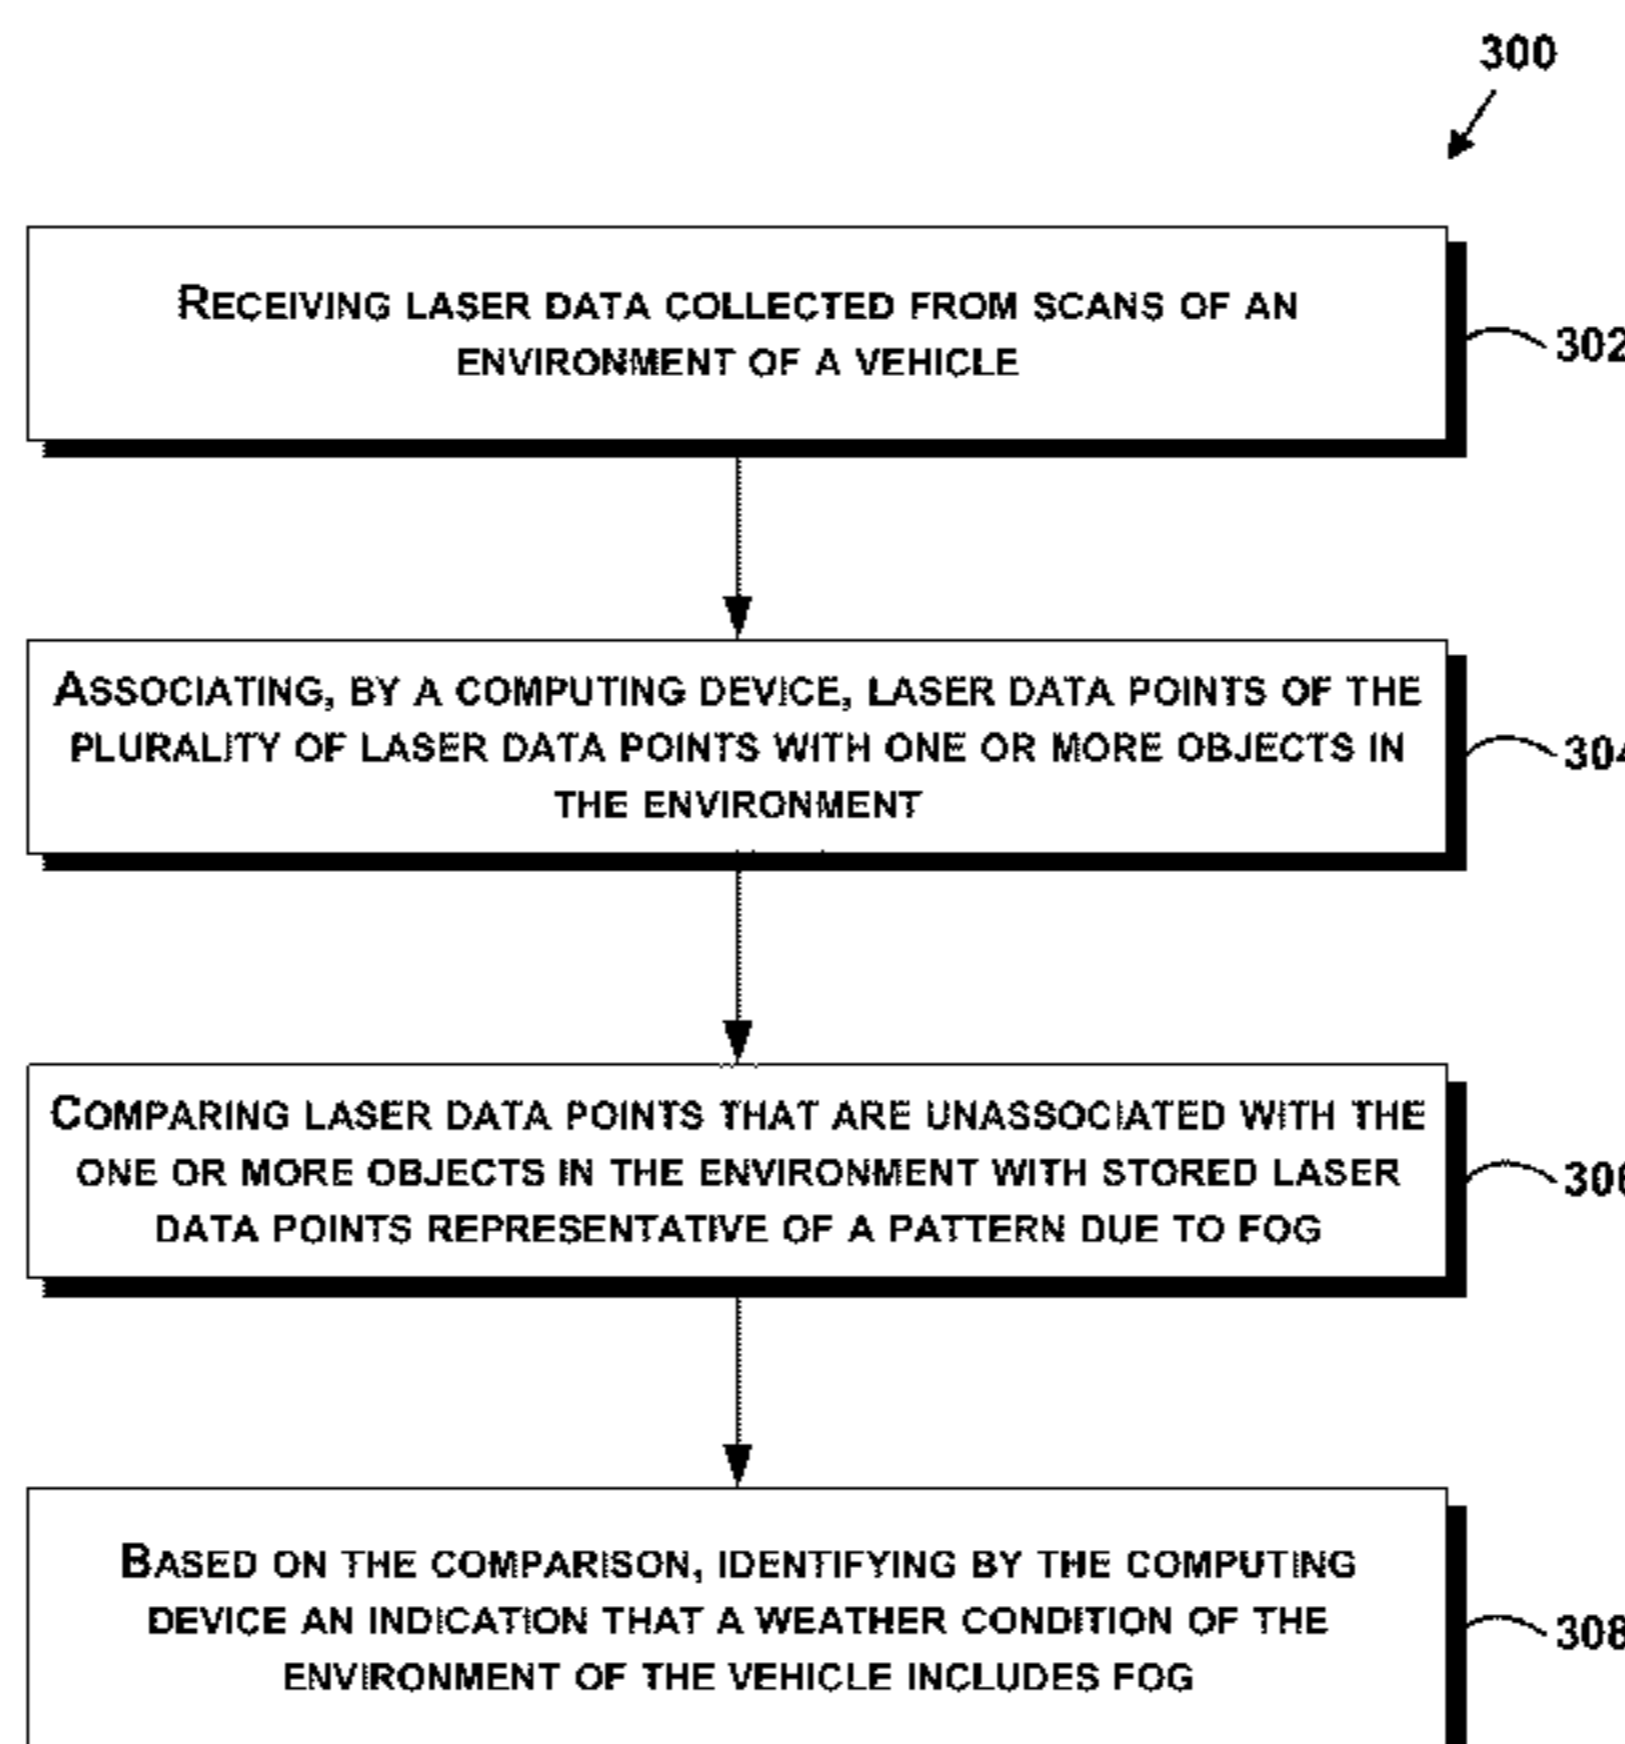 300
RECEIVING LASER DATA COLLECTED FROM SCANS OF AN
ENVIRONMENT OF A VEHICLE
302
ASSOCIATING, BY A COMPUTING DEVICE, LASER DATA POINTS OF THE
PLURALITY OF LASER DATA POINTS WITH ONE OR MORE OBJECTS IN
THE ENVIRONMENT
304
COMPARING LASER DATA POINTS THAT ARE UNASSOCIATED WITH THE
ONE OR MORE OBJECTS IN THE ENVIRONMENT WITH STORED LASER
DATA POINTS REPRESENTATIVE OF A PATTERN DUE TO FOG
306
BASED ON THE COMPARISON, IDENTIFYING BY THE COMPUTING
DEVICE AN INDICATION THAT A WEATHER CONDITION OF THE
ENVIRONMENT OF THE VEHICLE INCLUDES FOG
308